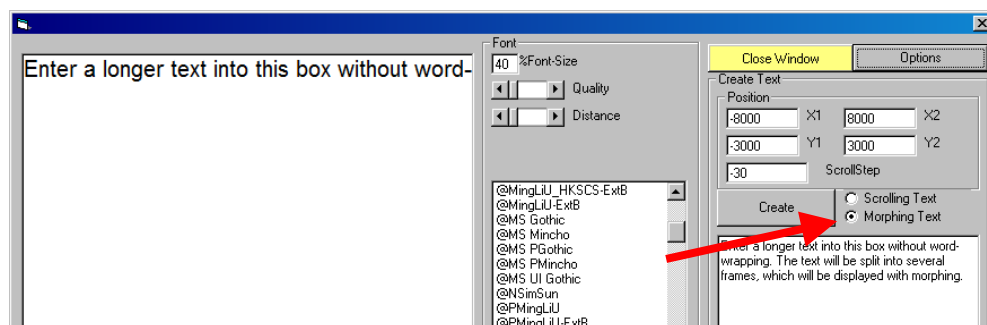 Enter a longer text into this box without word-
Font
40 %Font-Size
Quality
Distance
@MingLiU_HKSCS-ExtB
@MingLiU-ExtB
@MS Gothic
@MS Mincho
@MS PGothic
@MS PMincho
@MS UI Gothic
@NSimSun
@PMingLiU
@PMingLiU-ExtB
Close Window
Options
Create Text
Position
-8000 X1 8000 X2
-3000 Y1 3000 Y2
-30 ScrollStep
Create
Scrolling Text
Morphing Text
Enter a longer text into this box without word-
wrapping. The text will be split into several
frames, which will be displayed with morphing.